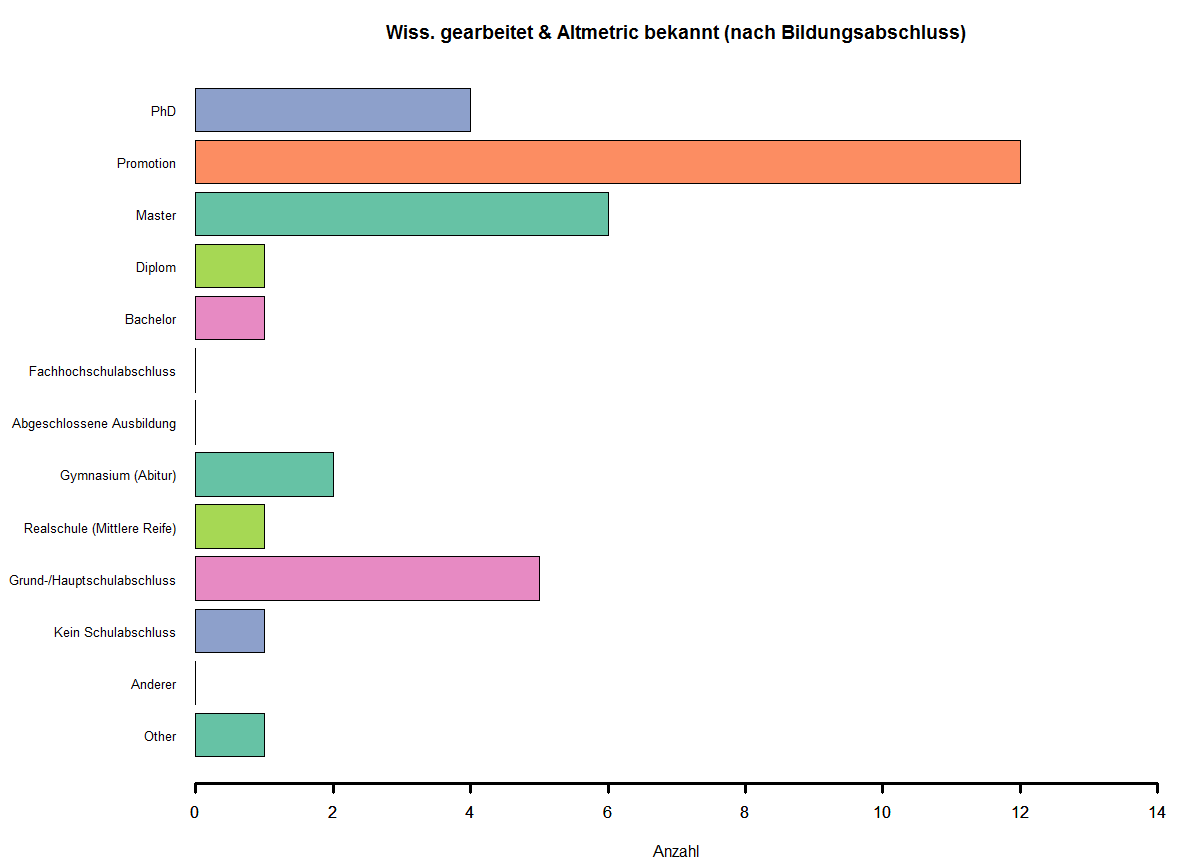 Wiss. gearbeitet & Altmetric bekannt (nach Bildungsabschluss)
PhD
Promotion
Master
Diplom
Bachelor
Fachhochschulabschluss
Abgeschlossene Ausbildung
Gymnasium (Abitur)
Realschule (Mittlere Reife)
Grund-/Hauptschulabschluss
Kein Schulabschluss
Anderer
Other
0 2 4 6 8 10 12 14
Anzahl